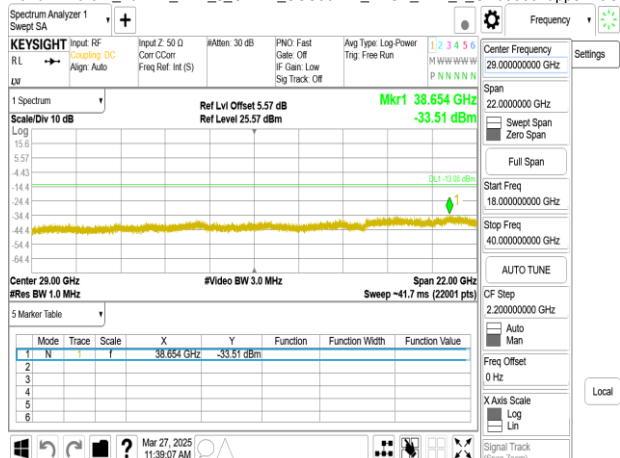 Spectrum Analyzer 1
Swept SA
Frequency
KEYSIGHT
RL
Input: RF
Coupling: DC
Align: Auto
Input Z: 50 Ω
Corr CCorr
Freq Ref: Int (S)
#Atten: 30 dB
PNO: Fast
Gate: Off
IF Gain: Low
Sig Track: Off
Avg Type: Log-Power
Trig: Free Run
1 2 3 4 5 6
M W W W W W
P N N N N N
1 Spectrum
Scale/Div 10 dB
Ref Lvl Offset 5.57 dB
Ref Level 25.57 dBm
Mkr1 38.654 GHz
-33.51 dBm
Log
15.6
5.57
-4.43
-14.4
-24.4
-34.4
-44.4
-54.4
-64.4
DL1 -13.00 dBm
1
Center 29.00 GHz
#Res BW 1.0 MHz
#Video BW 3.0 MHz
Span 22.00 GHz
Sweep ~41.7 ms (22001 pts)
5 Marker Table
Mode Trace Scale X Y Function Function Width Function Value
1 N 1 f 38.654 GHz -33.51 dBm
2
3
4
5
6
Mar 27, 2025
11:39:07 AM
Center Frequency
29.000000000 GHz
Span
22.0000000 GHz
Swept Span
Zero Span
Full Span
Start Freq
18.000000000 GHz
Stop Freq
40.000000000 GHz
AUTO TUNE
CF Step
2.200000000 GHz
Auto
Man
Freq Offset
0 Hz
X Axis Scale
Log
Lin
Signal Track
(Span Zoom)
Settings
Local